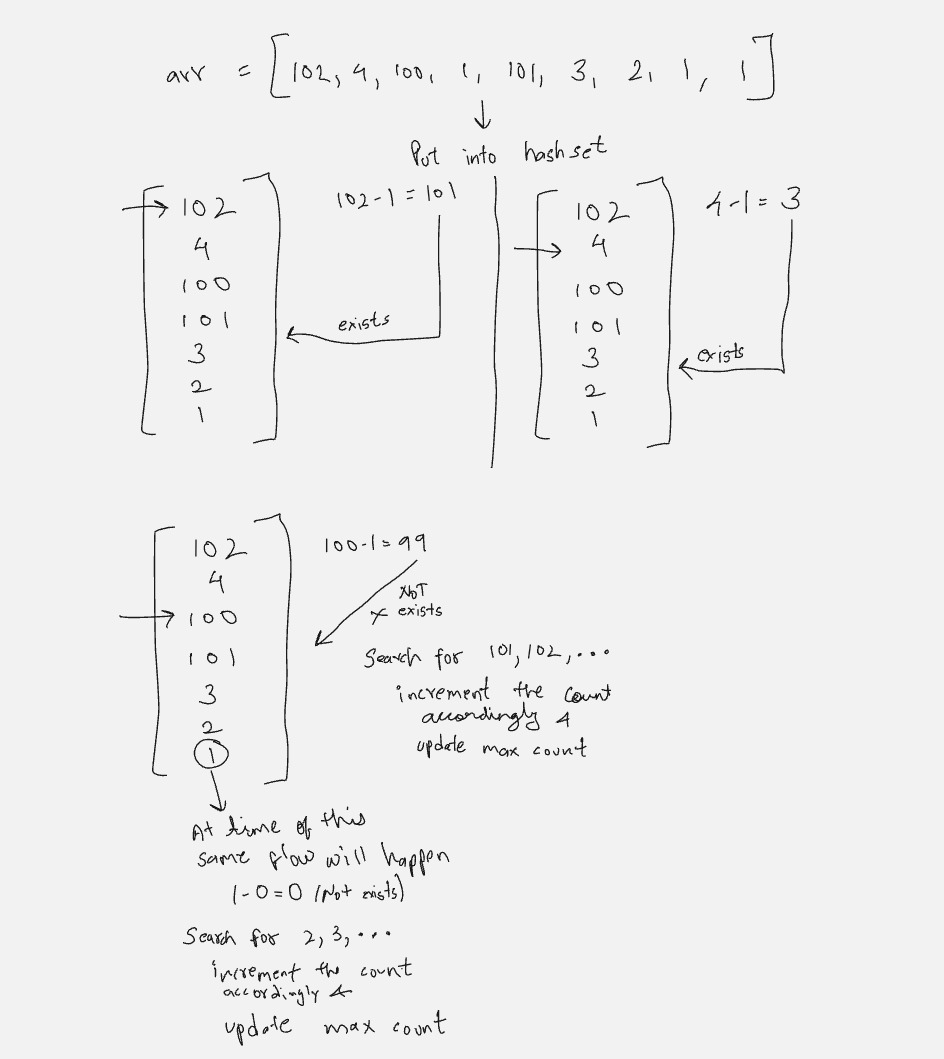 arr = [102, 4, 100, 1, 101, 3, 2, 1, 1]
Put into hashset
102
4
100
101
3
2
1
102-1=101
exists
102
4
100
101
3
2
1
4-1=3
exists
102
4
100
101
3
2
1
100-1=99
NOT
x exists
Search for 101, 102, ...
increment the count
accordingly &
update max count
At time of this
same flow will happen
1-0=0 (Not exists)
Search for 2, 3, ...
increment the count
accordingly &
update max count